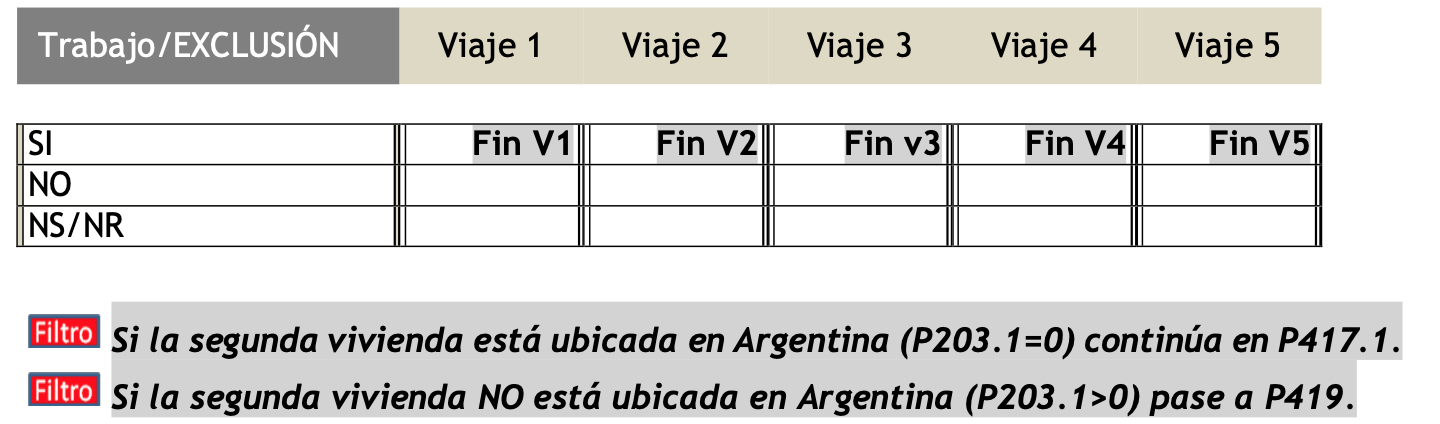 Trabajo/EXCLUSIÓN Viaje 1 Viaje 2 Viaje 3 Viaje 4 Viaje 5
SI Fin V1 Fin V2 Fin v3 Fin V4 Fin V5
NO
NS/NR
Filtro Si la segunda vivienda está ubicada en Argentina (P203.1=0) continúa en P417.1.
Filtro Si la segunda vivienda NO está ubicada en Argentina (P203.1>0) pase a P419.